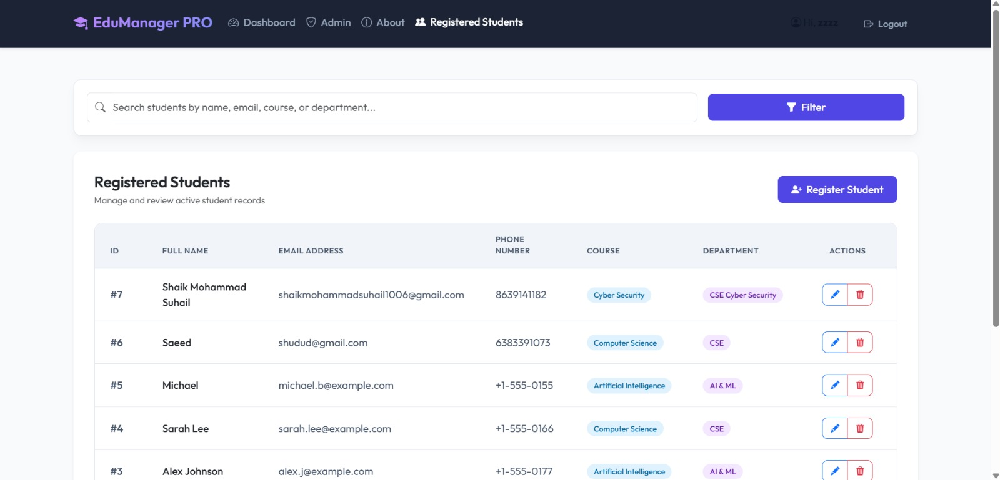 EduManager PRO Dashboard Admin About Registered Students Hi, zzzz Logout
Search students by name, email, course, or department... Filter
Registered Students
Manage and review active student records
Register Student
ID FULL NAME EMAIL ADDRESS PHONE NUMBER COURSE DEPARTMENT ACTIONS
#7 Shaik Mohammad Suhail shaikmohammadsuhail1006@gmail.com 8639141182 Cyber Security CSE Cyber Security
#6 Saeed shudud@gmail.com 6383391073 Computer Science CSE
#5 Michael michael.b@example.com +1-555-0155 Artificial Intelligence AI & ML
#4 Sarah Lee sarah.lee@example.com +1-555-0166 Computer Science CSE
#3 Alex Johnson alex.j@example.com +1-555-0177 Artificial Intelligence AI & ML